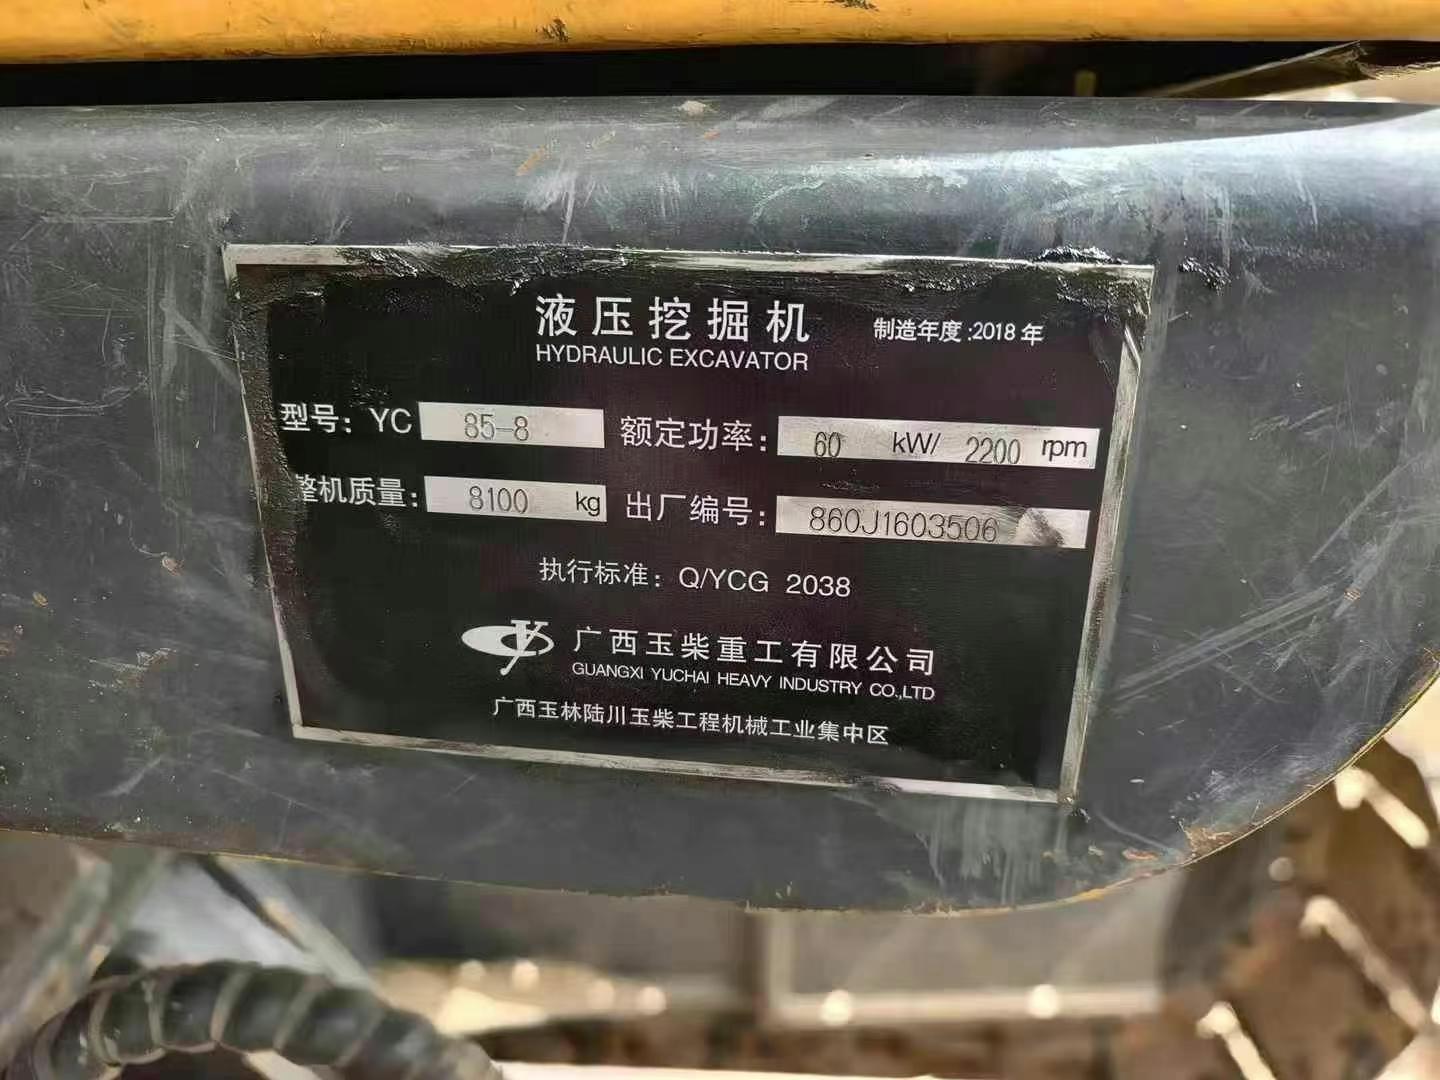 液压挖掘机 制造年度:2018年
HYDRAULIC EXCAVATOR
型号: YC 85-8 额定功率: 60 kW/ 2200 rpm
整机质量: 8100 kg 出厂编号: 860J1603506
执行标准: Q/YCG 2038
广西玉柴重工有限公司
GUANGXI YUCHAI HEAVY INDUSTRY CO.,LTD
广西玉林陆川玉柴工程机械工业集中区